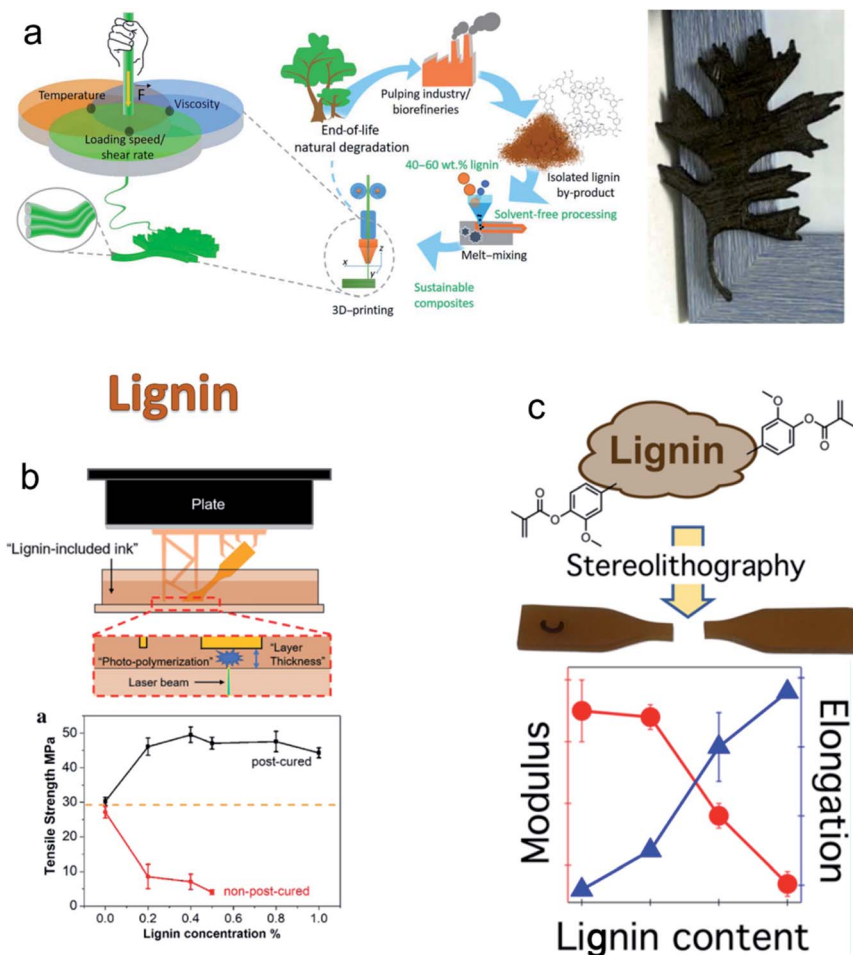 a
Temperature
F
Viscosity
Loading speed/
shear rate
Pulping industry/
biorefineries
End-of-life
natural degradation
40–60 wt.% lignin
Isolated lignin
by-product
Solvent-free processing
Melt–mixing
x
z
y
Sustainable
composites
3D–printing
Lignin
b
Plate
"Lignin-included ink"
"Photo-polymerization"
"Layer
Thickness"
Laser beam
a
Tensile Strength MPa
60
50
40
30
20
10
0
post-cured
non-post-cured
0.0 0.2 0.4 0.6 0.8 1.0
Lignin concentration %
c
Lignin
O
O
O
O
O
O
Stereolithography
Modulus
Elongation
Lignin content